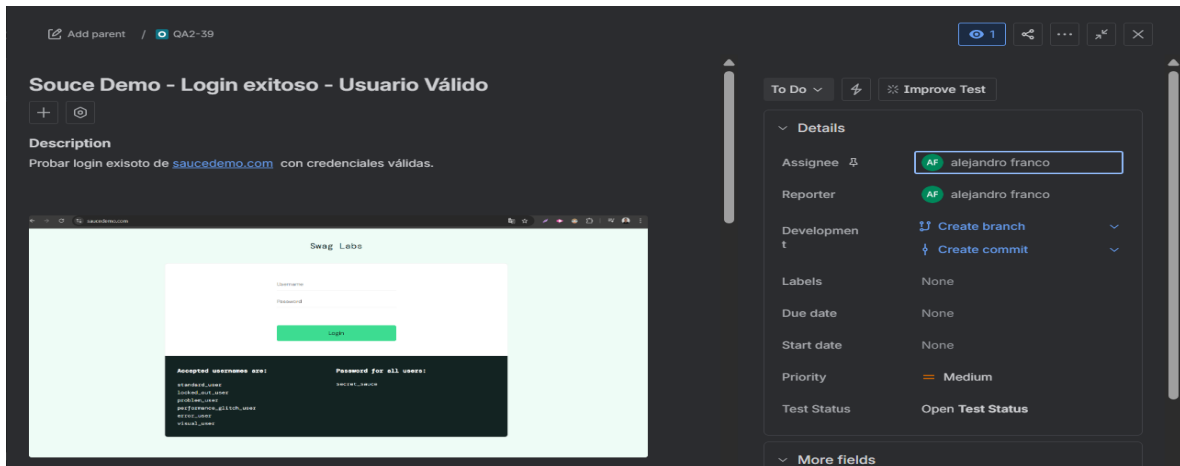 Add parent / QA2-39
1
Souce Demo - Login exitoso - Usuario Válido
Description
Probar login exisoto de saucedemo.com con credenciales válidas.
saucedemo.com
Swag Labs
Username
Password
Login
Accepted usernames are:
standard_user
locked_out_user
problem_user
performance_glitch_user
error_user
visual_user
Password for all users:
secret_sauce
To Do
Improve Test
Details
Assignee
AF alejandro franco
Reporter
AF alejandro franco
Developmen
t
Create branch
Create commit
Labels
None
Due date
None
Start date
None
Priority
Medium
Test Status
Open Test Status
More fields